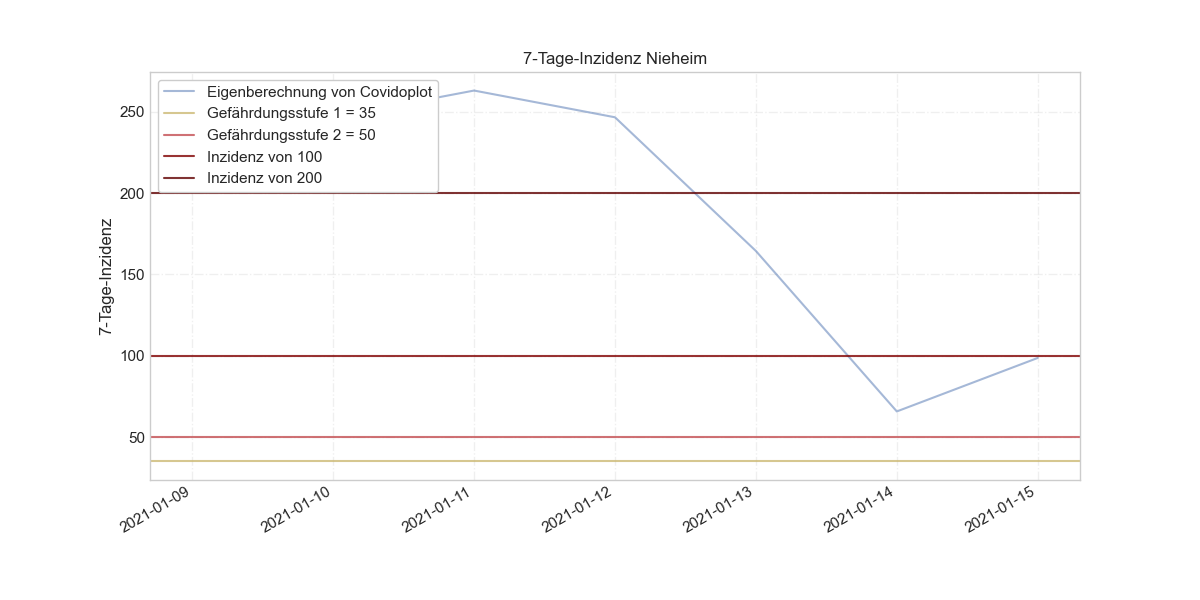 7-Tage-Inzidenz Nieheim
Eigenberechnung von Covidoplot
Gefährdungsstufe 1 = 35
Gefährdungsstufe 2 = 50
Inzidenz von 100
Inzidenz von 200
7-Tage-Inzidenz
250
200
150
100
50
2021-01-09
2021-01-10
2021-01-11
2021-01-12
2021-01-13
2021-01-14
2021-01-15